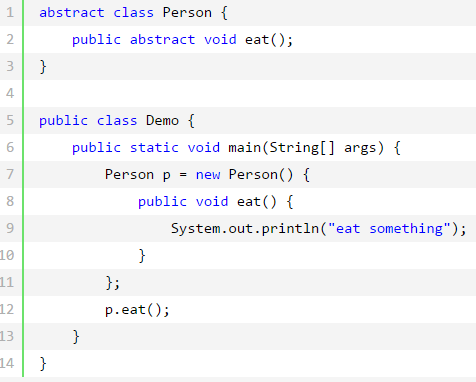 1 abstract class Person {
2     public abstract void eat();
3 }
4
5 public class Demo {
6     public static void main(String[] args) {
7         Person p = new Person() {
8             public void eat() {
9                 System.out.println("eat something");
10             }
11         };
12         p.eat();
13     }
14 }